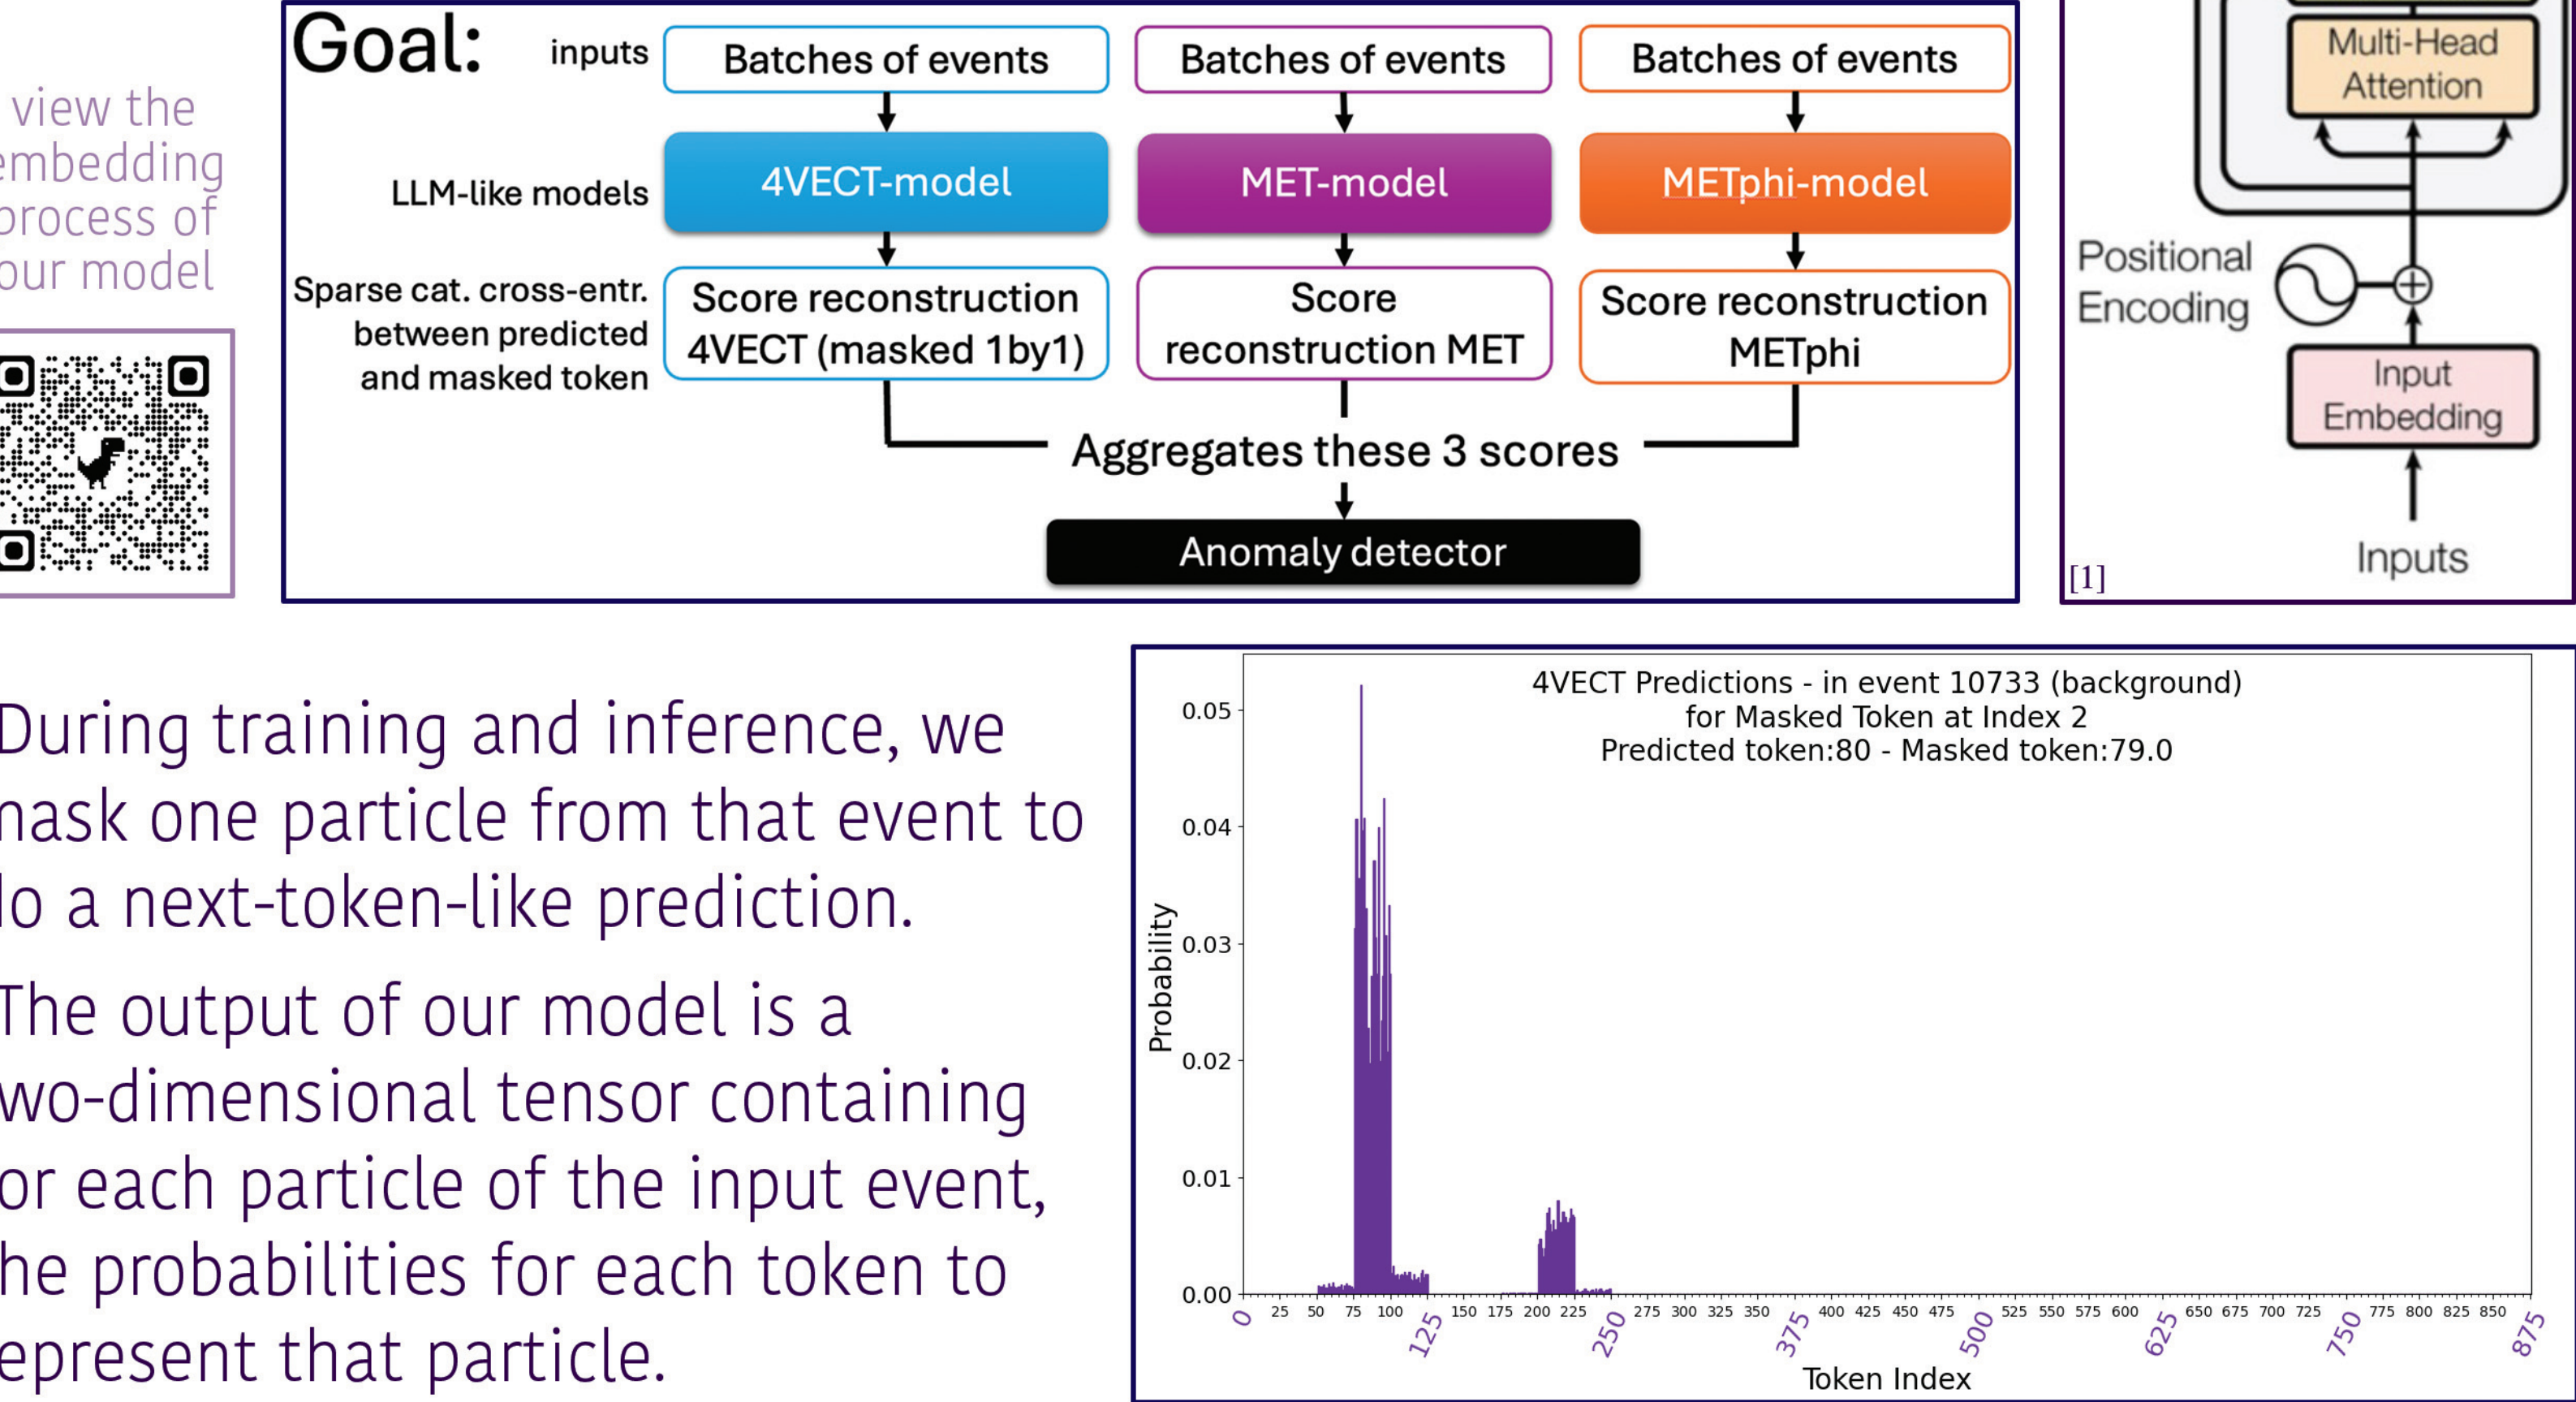 view the
embedding
process of
our model
Goal:
inputs
Batches of events
Batches of events
Batches of events
LLM-like models
4VECT-model
MET-model
METphi-model
Sparse cat. cross-entr.
between predicted
and masked token
Score reconstruction
4VECT (masked 1by1)
Score
reconstruction MET
Score reconstruction
METphi
Aggregates these 3 scores
Anomaly detector
Multi-Head
Attention
Positional
Encoding
Input
Embedding
Inputs
[1]
During training and inference, we
mask one particle from that event to
do a next-token-like prediction.
The output of our model is a
two-dimensional tensor containing
for each particle of the input event,
the probabilities for each token to
represent that particle.
4VECT Predictions - in event 10733 (background)
for Masked Token at Index 2
Predicted token:80 - Masked token:79.0
Probability
0.05
0.04
0.03
0.02
0.01
0.00
25 50 75 100 150 175 200 225 275 300 325 350 400 425 450 475 525 550 575 600 650 675 700 725 775 800 825 850
0 125 250 375 500 625 750 875
Token Index